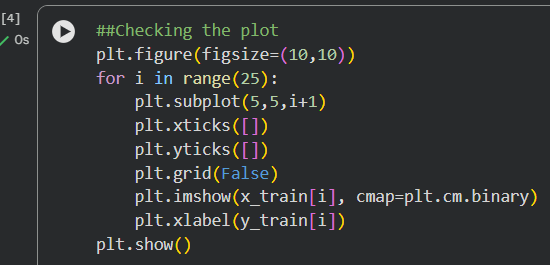 [4]
0s
##Checking the plot
plt.figure(figsize=(10,10))
for i in range(25):
    plt.subplot(5,5,i+1)
    plt.xticks([])
    plt.yticks([])
    plt.grid(False)
    plt.imshow(x_train[i], cmap=plt.cm.binary)
    plt.xlabel(y_train[i])
plt.show()